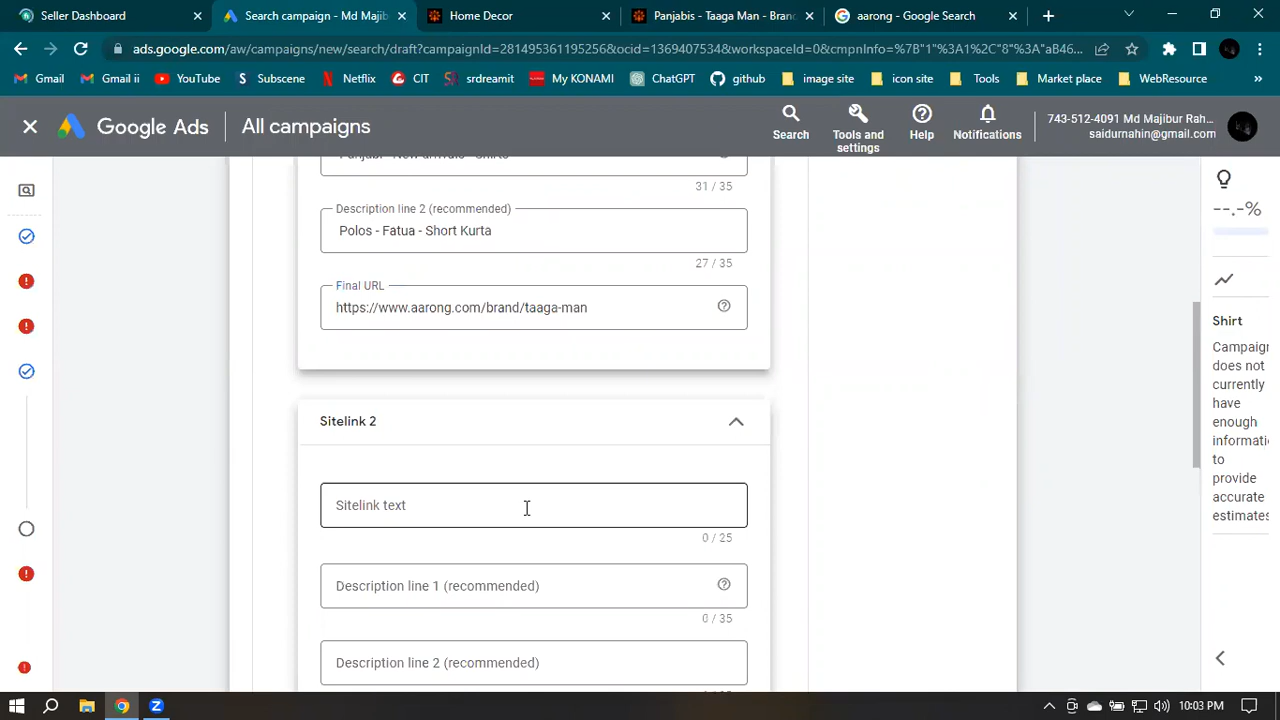 Seller Dashboard
Search campaign - Md Majib
Home Decor
Panjabis - Taaga Man - Bran
aarong - Google Search
ads.google.com/aw/campaigns/new/search/draft?campaignId=281495361195256&ocid=13694075334&workspaceId=0&cmpnInfo=%7B"1"%3A1%2C"8"%3A"aB46...
Gmail
Gmail ii
YouTube
Subscene
Netflix
CIT
srdreamit
My KONAMI
ChatGPT
github
image site
icon site
Tools
Market place
WebResource
Google Ads
All campaigns
Search
Tools and settings
Help
Notifications
743-512-4091 Md Majibur Rah...
saidurnahin@gmail.com
Panjabi - New arrivals - Shirts
31 / 35
Description line 2 (recommended)
Polos - Fatua - Short Kurta
27 / 35
Final URL
https://www.aarong.com/brand/taaga-man
Sitelink 2
Sitelink text
0 / 25
Description line 1 (recommended)
0 / 35
Description line 2 (recommended)
--.-%
Shirt
Campaign
does not
currently
have
enough
informati
to
provide
accurate
estimates
10:03 PM